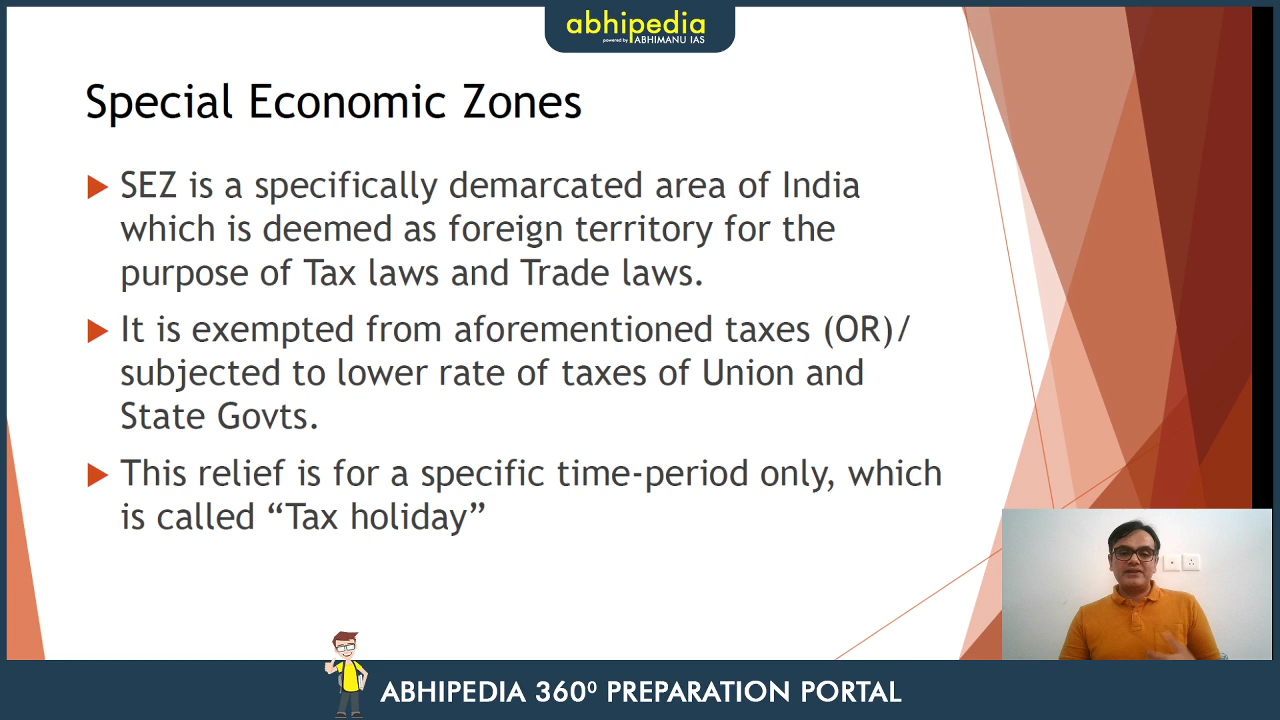 abhipedia
powered by ABHIMANU IAS
Special Economic Zones
SEZ is a specifically demarcated area of India
which is deemed as foreign territory for the
purpose of Tax laws and Trade laws.
It is exempted from aforementioned taxes (OR)/
subjected to lower rate of taxes of Union and
State Govts.
This relief is for a specific time-period only, which
is called “Tax holiday”
ABHIPEDIA 360⁰ PREPARATION PORTAL